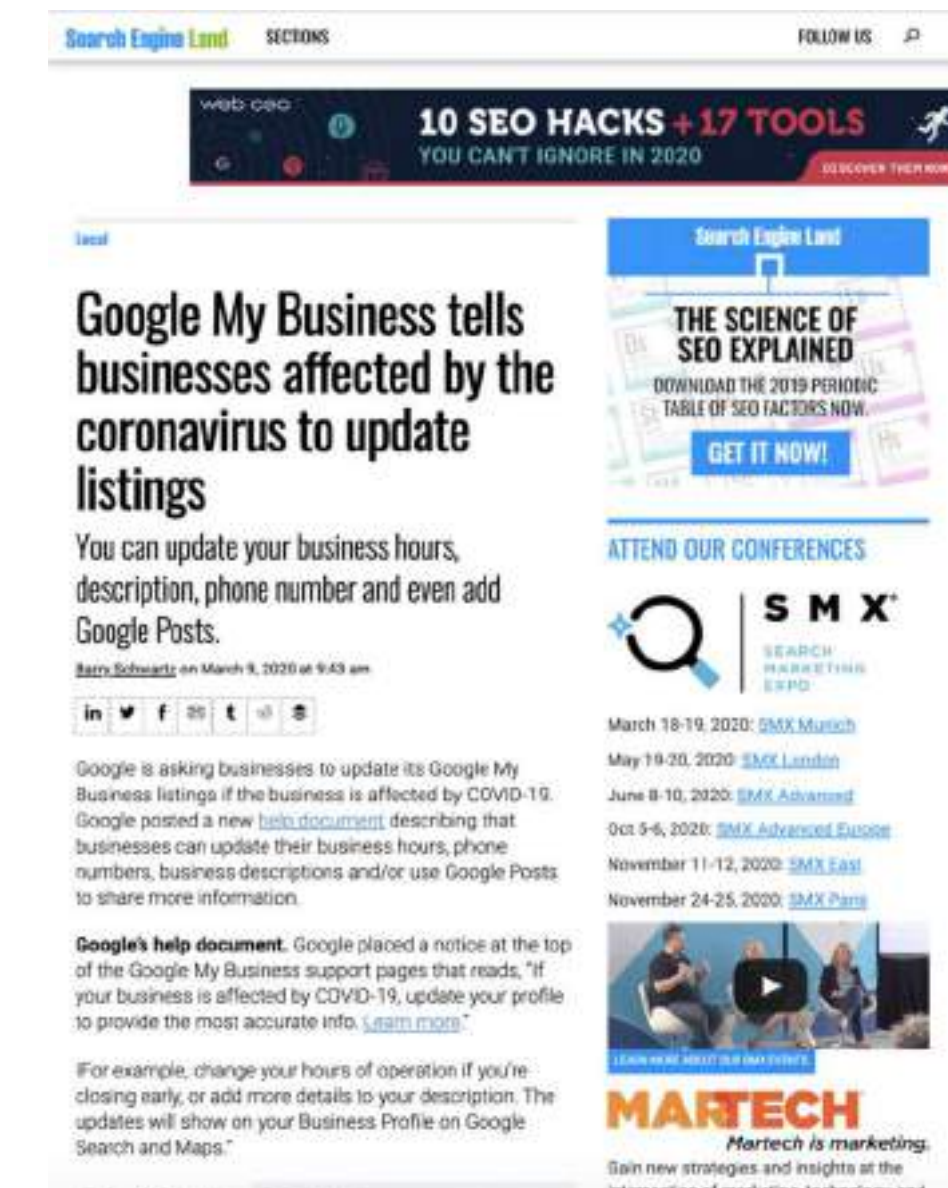 Search Engine Land SECTIONS FOLLOW US
web ceo
10 SEO HACKS + 17 TOOLS
YOU CAN'T IGNORE IN 2020
DISCOVER THEM NOW
Local
Google My Business tells
businesses affected by the
coronavirus to update
listings
You can update your business hours,
description, phone number and even add
Google Posts.
Barry Schwartz on March 9, 2020 at 9:43 am
Google is asking businesses to update its Google My
Business listings if the business is affected by COVID-19.
Google posted a new help document describing that
businesses can update their business hours, phone
numbers, business descriptions and/or use Google Posts
to share more information.
Google's help document. Google placed a notice at the top
of the Google My Business support pages that reads, "If
your business is affected by COVID-19, update your profile
to provide the most accurate info. Learn more."
"For example, change your hours of operation if you're
closing early, or add more details to your description. The
updates will show on your Business Profile on Google
Search and Maps."
Search Engine Land
THE SCIENCE OF
SEO EXPLAINED
DOWNLOAD THE 2019 PERIODIC
TABLE OF SEO FACTORS NOW.
GET IT NOW!
ATTEND OUR CONFERENCES
SMX
SEARCH
MARKETING
EXPO
March 18-19, 2020: SMX Munich
May 19-20, 2020: SMX London
June 8-10, 2020: SMX Advanced
Oct 5-6, 2020: SMX Advanced Europe
November 11-12, 2020: SMX East
November 24-25, 2020: SMX Paris
LEARN MORE ABOUT OUR SMX EVENTS
MARTECH
Martech is marketing.
Gain new strategies and insights at the